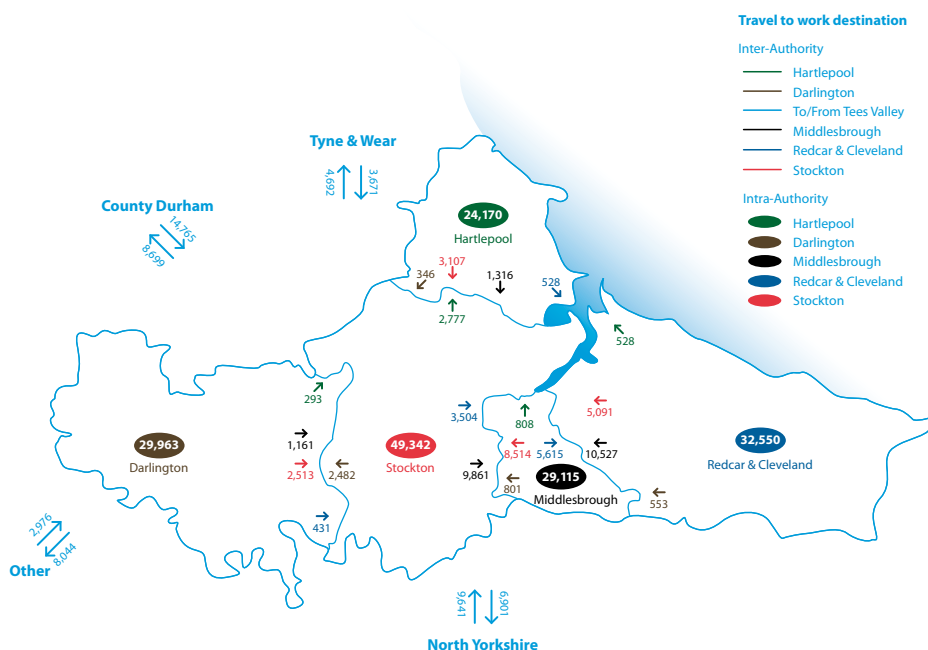 Travel to work destination
Inter-Authority
Hartlepool
Darlington
To/From Tees Valley
Middlesbrough
Redcar & Cleveland
Stockton
Intra-Authority
Hartlepool
Darlington
Middlesbrough
Redcar & Cleveland
Stockton
Tyne & Wear
4,692
3,671
County Durham
14,765
8,699
24,170
Hartlepool
3,107
346
1,316
528
2,777
528
293
3,504
808
5,091
1,161
29,963
Darlington
2,513
2,482
49,342
Stockton
9,861
8,514
5,615
10,527
32,550
Redcar & Cleveland
29,115
Middlesbrough
801
553
431
2,976
8,044
Other
9,641
6,901
North Yorkshire